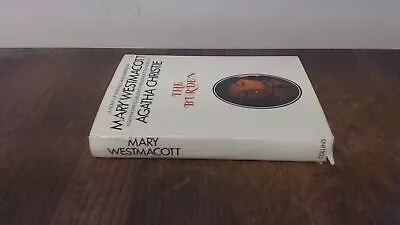 MARY WESTMACOTT
AGATHA CHRISTIE
THE
BURDEN
MARY
WESTMACOTT
COLLINS